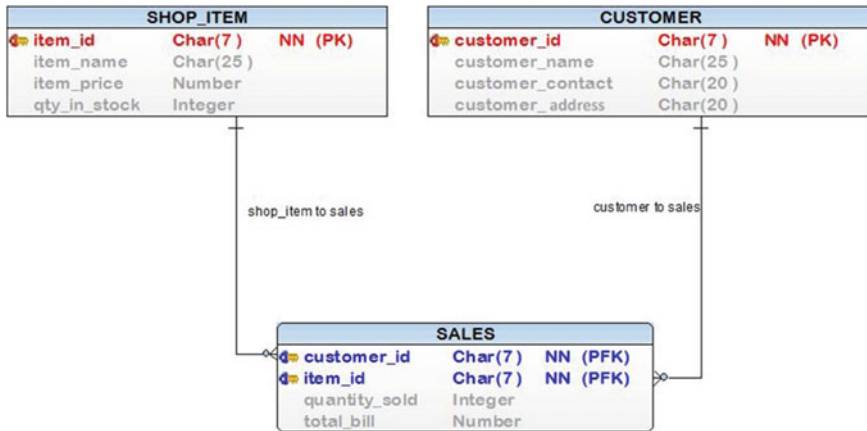 SHOP_ITEM
item_id Char(7) NN (PK)
item_name Char(25)
item_price Number
qty_in_stock Integer
CUSTOMER
customer_id Char(7) NN (PK)
customer_name Char(25)
customer_contact Char(20)
customer_address Char(20)
shop_item to sales
customer to sales
SALES
customer_id Char(7) NN (PFK)
item_id Char(7) NN (PFK)
quantity_sold Integer
total_bill Number